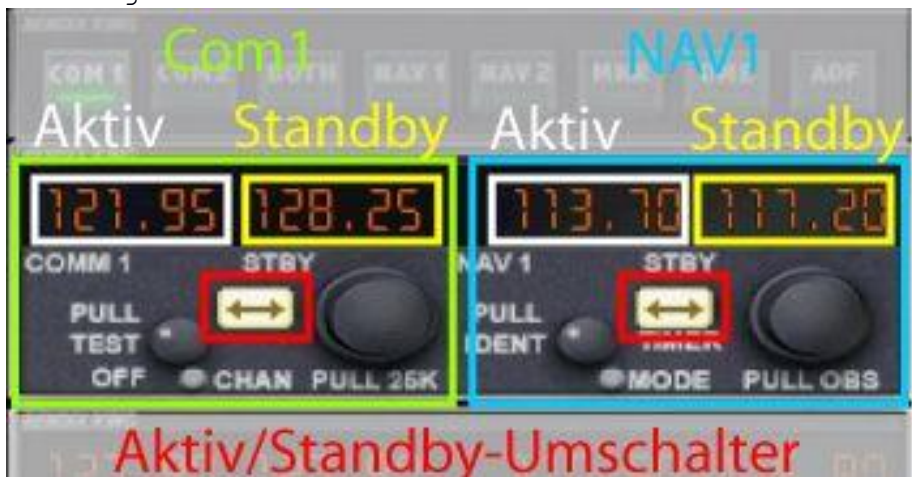 Com1 NAV1
COM 1 BOTH NAV 1 NAV 2 ADF
Aktiv Standby Aktiv Standby
121.95 128.25 113.70 111.20
COMM 1 STBY NAV 1 STBY
PULL TEST PULL IDENT
OFF CHAN PULL 25K MODE PULL OBS
Aktiv/Standby-Umschalter